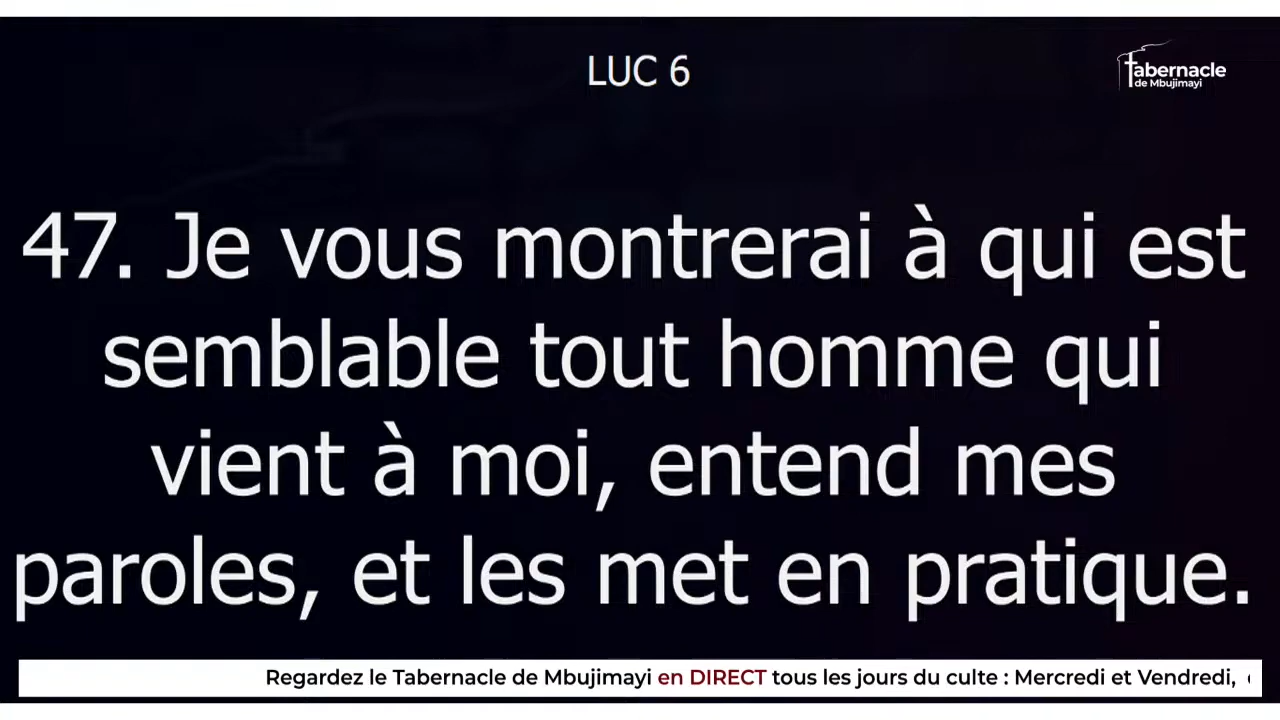 LUC 6
Tabernacle
de Mbujimayi
47. Je vous montrerai à qui est
semblable tout homme qui
vient à moi, entend mes
paroles, et les met en pratique.
Regardez le Tabernacle de Mbujimayi en DIRECT tous les jours du culte : Mercredi et Vendredi,